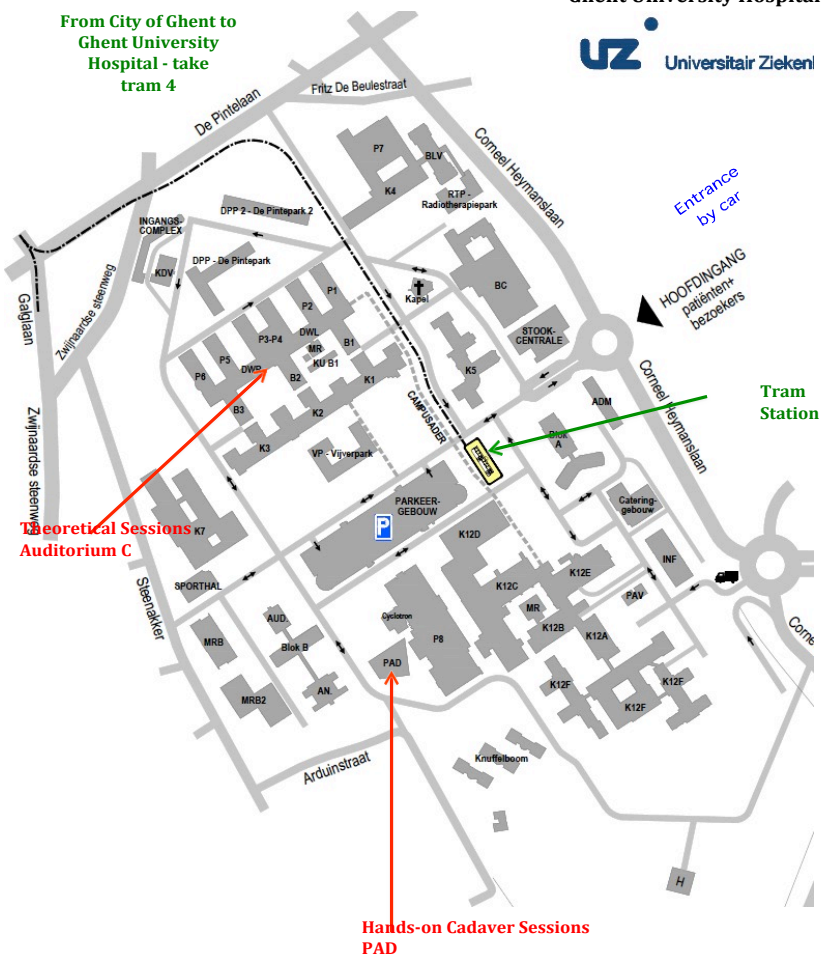 Ghent University Hospital
From City of Ghent to
Ghent University
Hospital - take
tram 4
UZ
Universitair Ziekenh
De Pintelaan
Fritz De Beulestraat
Corneel Heymanslaan
Entrance
by car
P7
BLV
K4
RTP -
Radiotherapiepark
DPP 2 - De Pintepark 2
INGANGS-
COMPLEX
KDV
DPP - De Pintepark
Galglaan
Zwijnaardse steenweg
Kapel
BC
HOOFDINGANG
patiënten+
bezoekers
STOOK-
CENTRALE
P1
P2
P3-P4
DWL
MR
B1
KU B1
P5
DWP
P6
B2
K1
B3
K2
K3
K5
CAMPUSADER
VP - Vijverpark
ADM
Blok
A
Corneel Heymanslaan
Tram
Station
Zwijnaardse steenweg
PARKEER-
GEBOUW
P
Catering-
gebouw
K7
Theoretical Sessions
Auditorium C
K12D
INF
SPORTHAL
K12C
K12E
PAV
Steenakker
MR
K12B
K12A
Cyclotron
P8
AUD.
MRB
Blok B
PAD
Corne
MRB2
AN.
K12F
K12F
K12F
Knuffelboom
Arduinstraat
H
Hands-on Cadaver Sessions
PAD